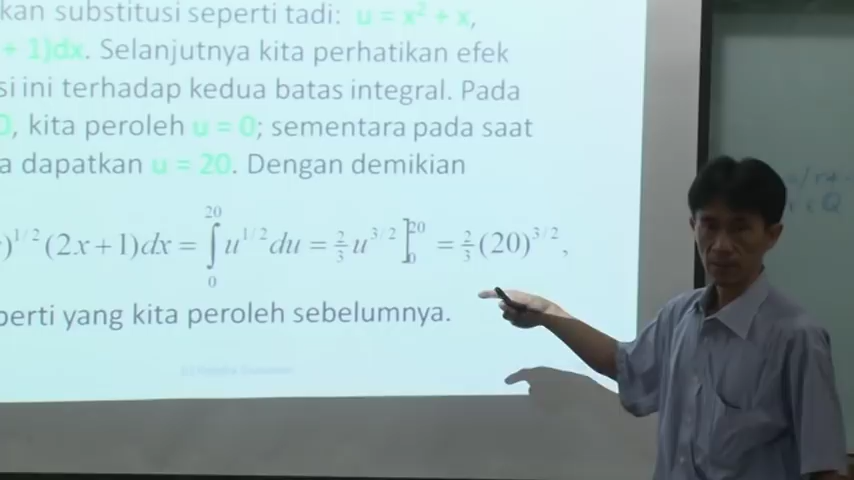 kan substitusi seperti tadi: u = x² + x,
+ 1)dx. Selanjutnya kita perhatikan efek
si ini terhadap kedua batas integral. Pada
0, kita peroleh u = 0; sementara pada saat
a dapatkan u = 20. Dengan demikian
)^{1/2} (2x+1)dx = ∫_0^{20} u^{1/2} du = 2/3 u^{3/2} ]_0^{20} = 2/3 (20)^{3/2},
perti yang kita peroleh sebelumnya.